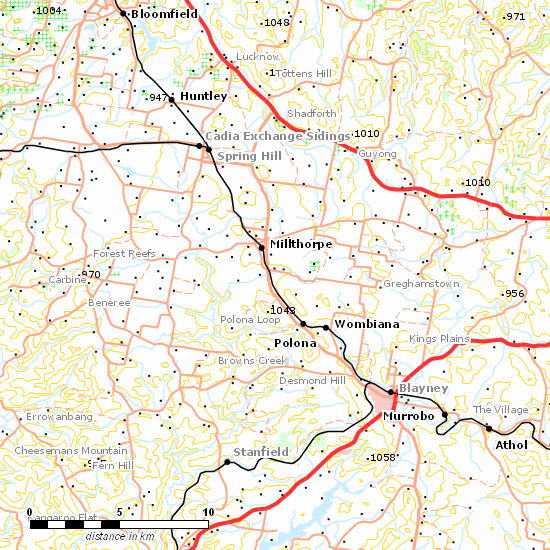 1004
Bloomfield
1048
971
Lucknow
Tottens Hill
947
Huntley
Shadforth
Cadia Exchange Sidings
1010
Spring Hill
Guyong
1010
Millthorpe
Forest Reefs
970
Carbine
Greghamstown
956
Beneree
1043
Polona Loop
Wombiana
Polona
Kings Plains
Browns Creek
Desmond Hill
Blayney
Errowanbang
Murrobo
The Village
Athol
Cheesemans Mountain
Stanfield
1058
Fern Hill
Kangaroo Flat
0 5 10
distance in km